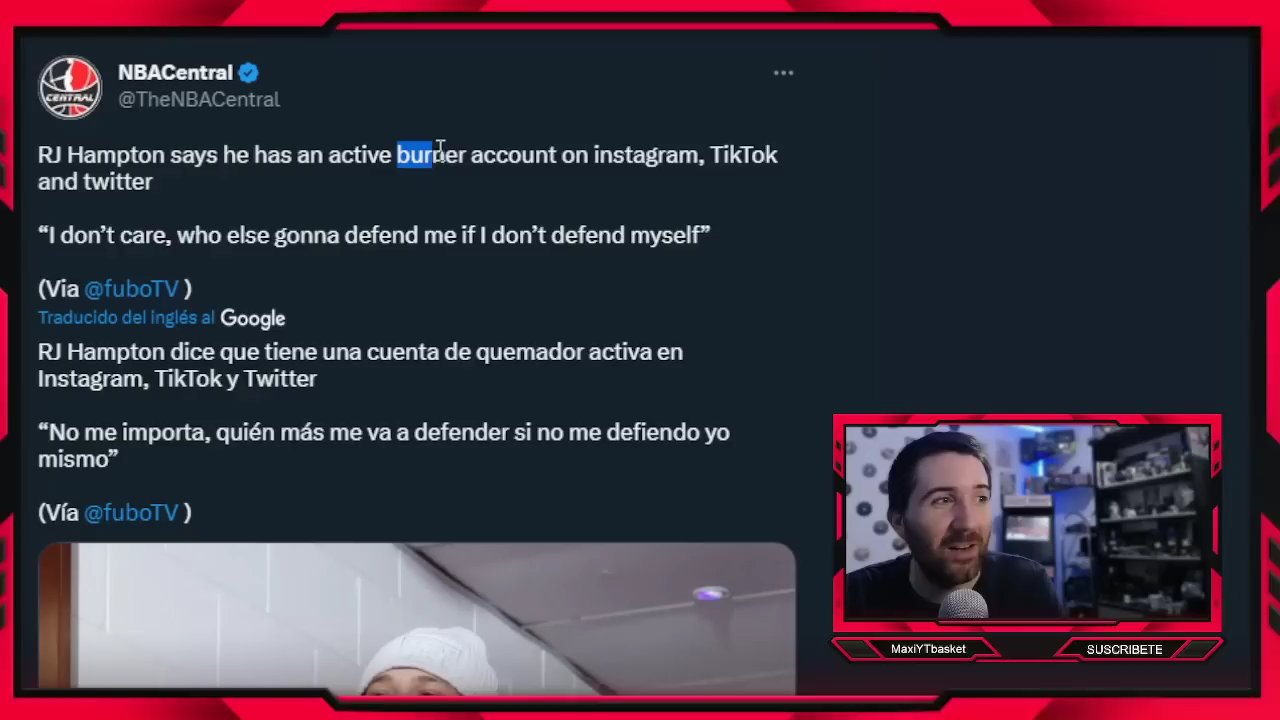 NBACentral
@TheNBACentral
CENTRAL
RJ Hampton says he has an active burner account on instagram, TikTok
and twitter
“I don’t care, who else gonna defend me if I don’t defend myself”
(Via @fuboTV )
Traducido del inglés al Google
RJ Hampton dice que tiene una cuenta de quemador activa en
Instagram, TikTok y Twitter
“No me importa, quién más me va a defender si no me defiendo yo
mismo”
(Vía @fuboTV )
MaxiYTbasket
SUSCRIBETE